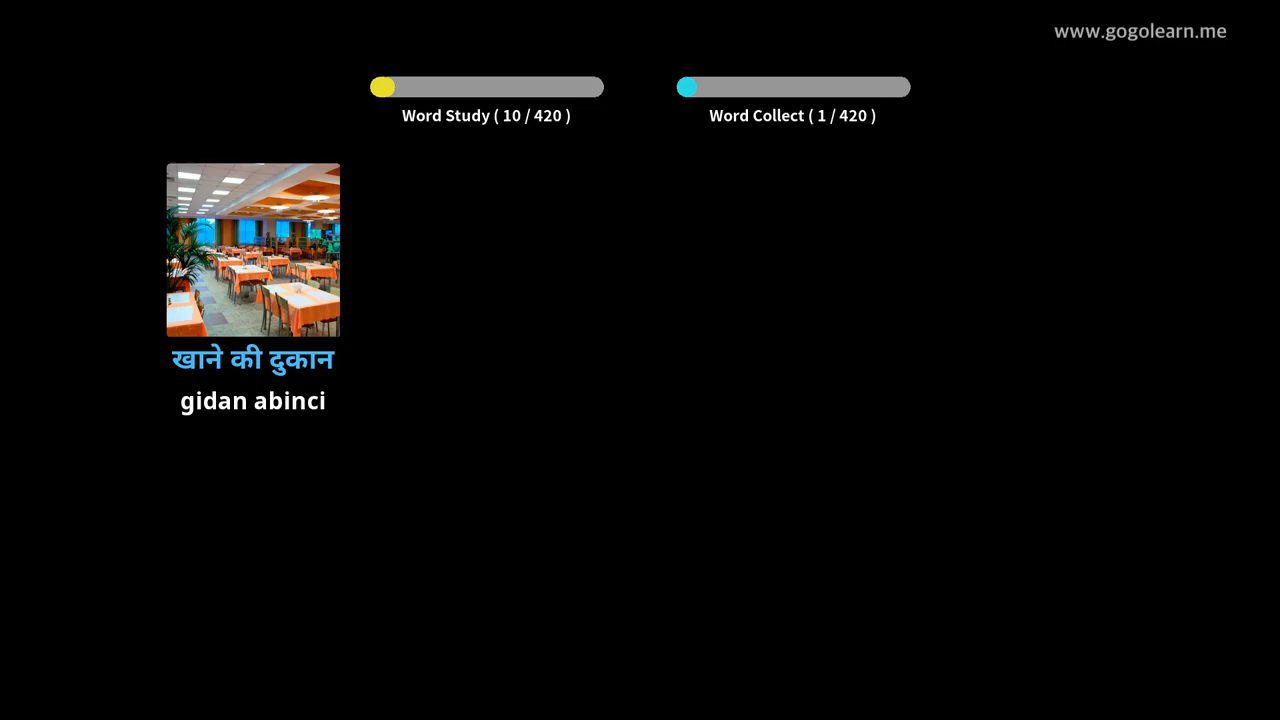 www.gogolearn.me
Word Study ( 10 / 420 )
Word Collect ( 1 / 420 )
खाने की दुकान
gidan abinci